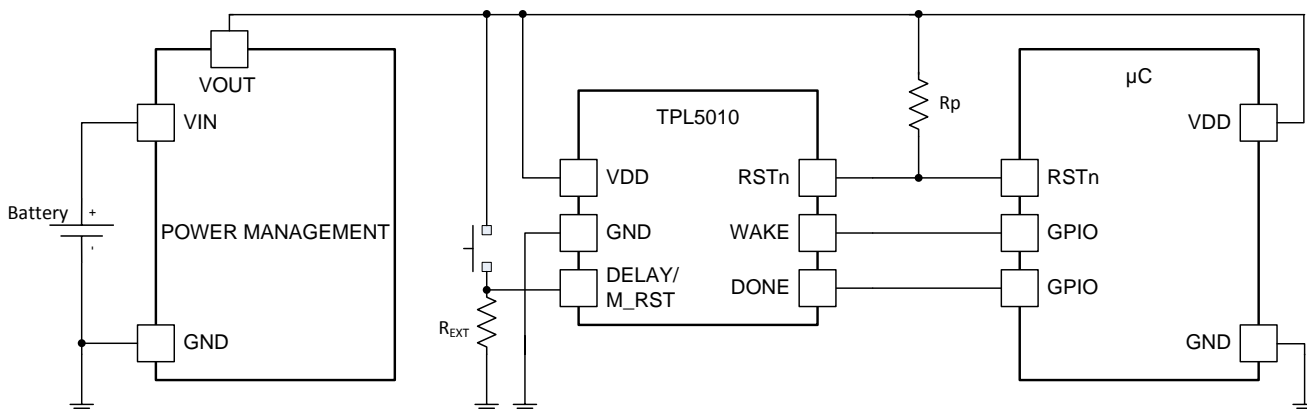 VOUT
VIN
Battery
+
-
POWER MANAGEMENT
GND
TPL5010
VDD
GND
DELAY/
M_RST
RSTn
WAKE
DONE
REXT
Rp
µC
VDD
RSTn
GPIO
GPIO
GND